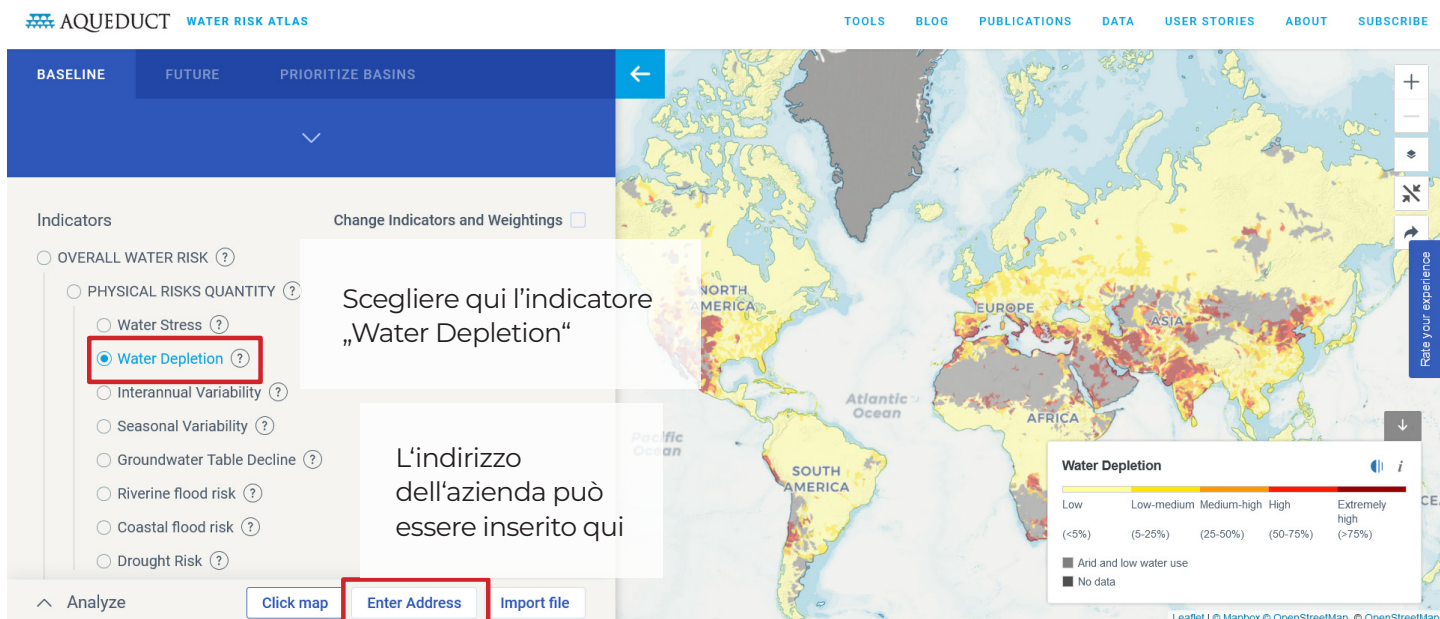 AQUEDUCT WATER RISK ATLAS
TOOLS BLOG PUBLICATIONS DATA USER STORIES ABOUT SUBSCRIBE
BASELINE FUTURE PRIORITIZE BASINS
Indicators
Change Indicators and Weightings
OVERALL WATER RISK ?
PHYSICAL RISKS QUANTITY ?
Water Stress ?
Water Depletion ?
Interannual Variability ?
Seasonal Variability ?
Groundwater Table Decline ?
Riverine flood risk ?
Coastal flood risk ?
Drought Risk ?
Scegliere qui l’indicatore
„Water Depletion“
L‘indirizzo
dell‘azienda può
essere inserito qui
Analyze
Click map
Enter Address
Import file
NORTH
AMERICA
EUROPE
ASIA
Atlantic
Ocean
AFRICA
Pacific
Ocean
SOUTH
AMERICA
Rate your experience
Water Depletion i
Low Low-medium Medium-high High Extremely
high
(<5%) (5-25%) (25-50%) (50-75%) (>75%)
Arid and low water use
No data
CE.
Leaflet | © Mapbox © OpenStreetMap, © OpenStreetMap